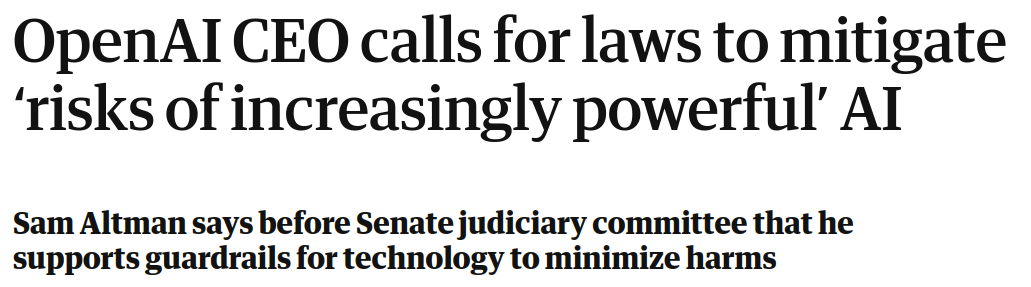 OpenAI CEO calls for laws to mitigate
‘risks of increasingly powerful’ AI
Sam Altman says before Senate judiciary committee that he
supports guardrails for technology to minimize harms